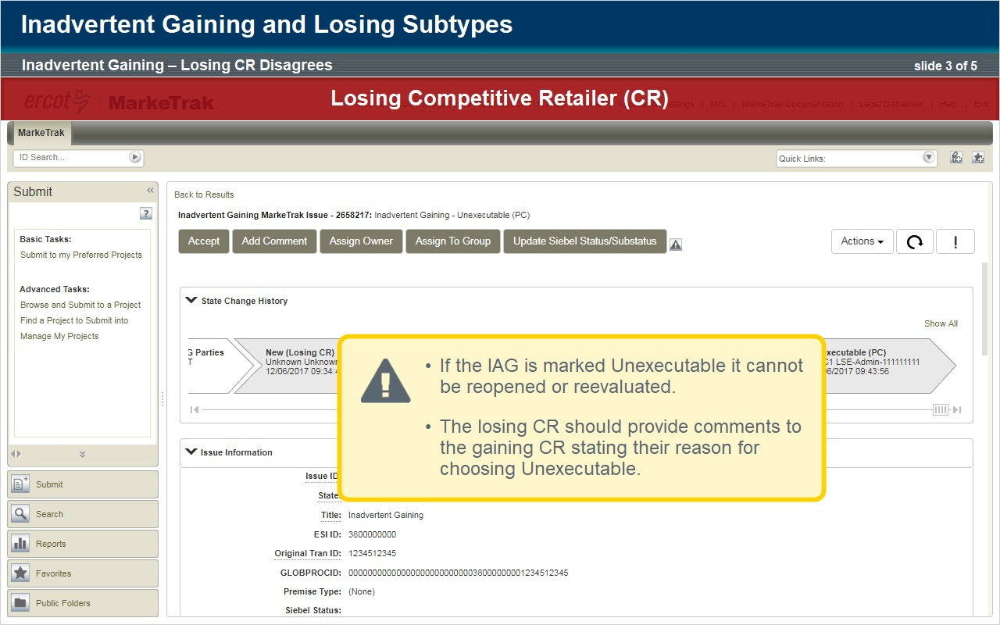 Inadvertent Gaining and Losing Subtypes
Inadvertent Gaining – Losing CR Disagrees
slide 3 of 5
Losing Competitive Retailer (CR)
ercot
MarkeTrak
ettings | MIS | MarkeTrak Documentation | Legal Disclaimer | Help | Exit
MarkeTrak
ID Search...
Quick Links:
Submit
?
Basic Tasks:
Submit to my Preferred Projects
Advanced Tasks:
Browse and Submit to a Project
Find a Project to Submit into
Manage My Projects
Submit
Search
Reports
Favorites
Public Folders
Back to Results
Inadvertent Gaining MarkeTrak Issue - 2658217: Inadvertent Gaining - Unexecutable (PC)
Accept
Add Comment
Assign Owner
Assign To Group
Update Siebel Status/Substatus
Actions
!
State Change History
Show All
G Parties
T
New (Losing CR)
Unknown Unknown
12/06/2017 09:34:4
xecutable (PC)
C1 LSE-Admin-111111111
06/2017 09:43:56
• If the IAG is marked Unexecutable it cannot
be reopened or reevaluated.
• The losing CR should provide comments to
the gaining CR stating their reason for
choosing Unexecutable.
Issue Information
Issue ID
State:
Title: Inadvertent Gaining
ESI ID: 3800000000
Original Tran ID: 1234512345
GLOBPROCID:
Premise Type: (None)
Siebel Status: